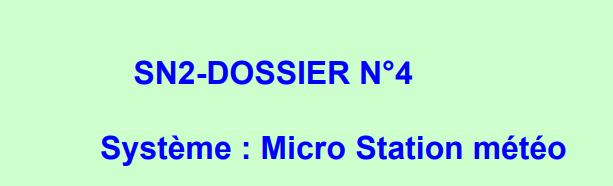 SN2-DOSSIER N°4
Système : Micro Station météo